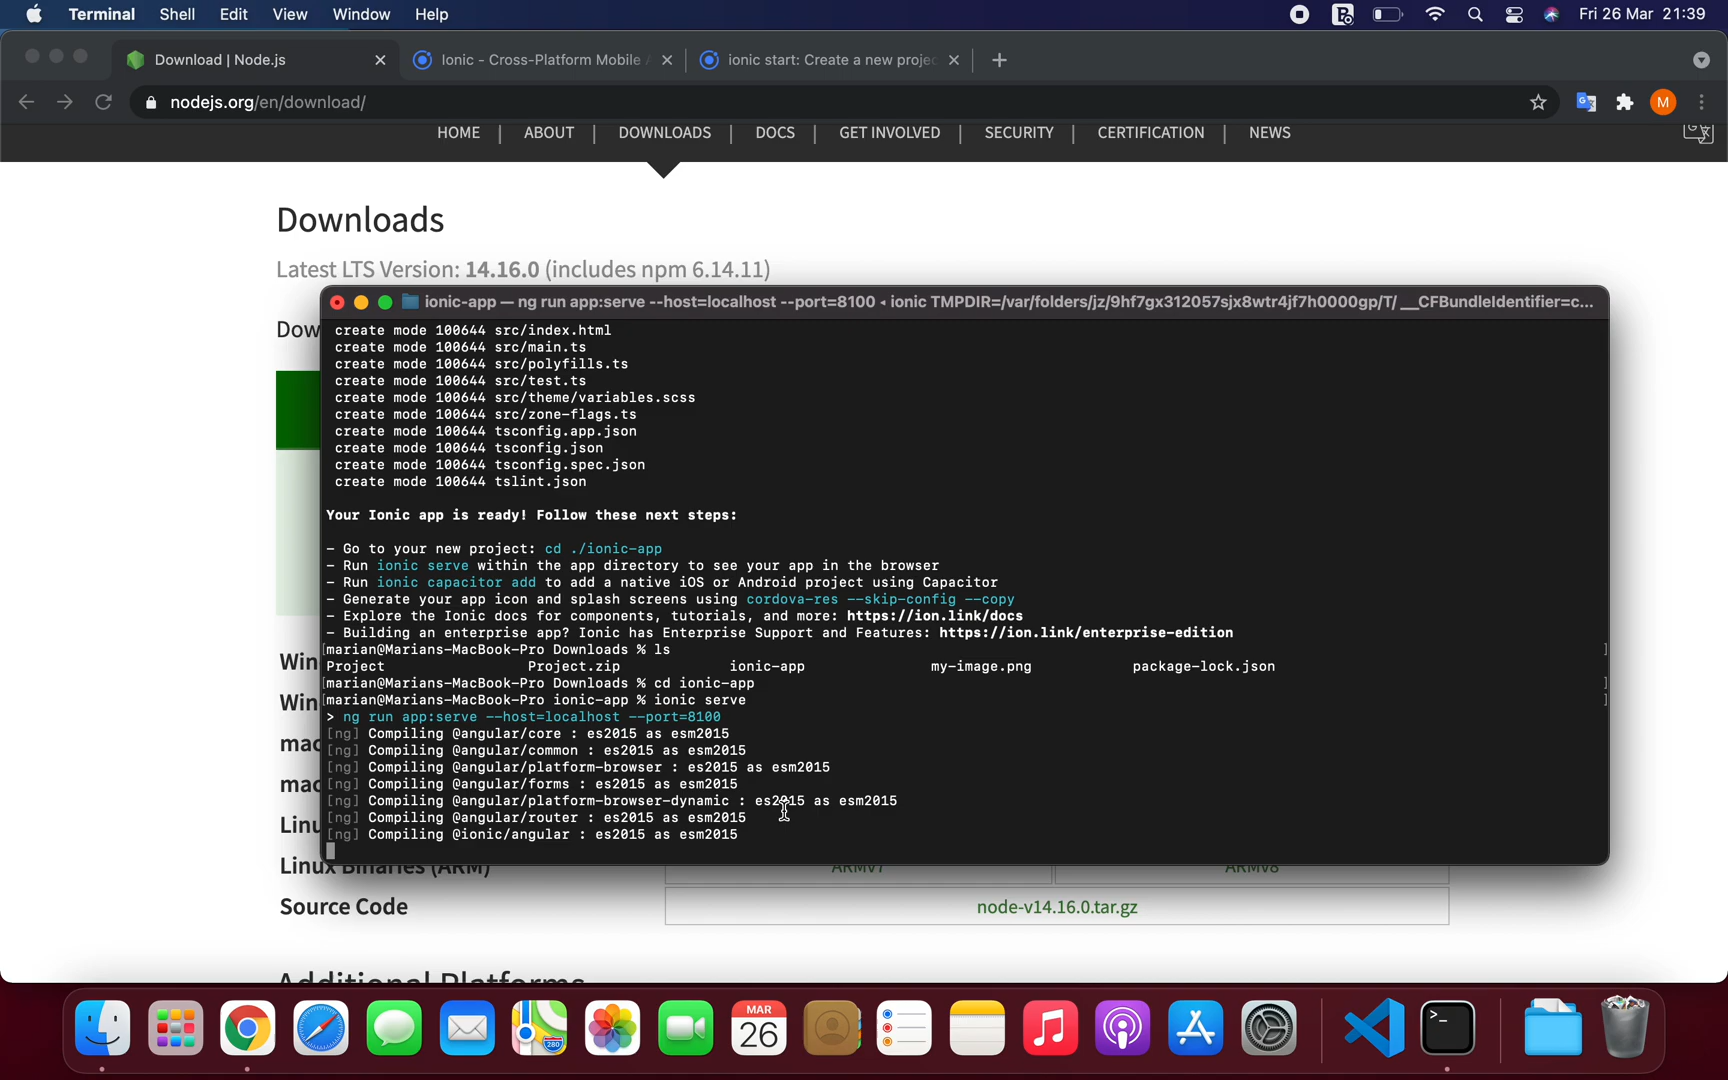 Terminal Shell Edit View Window Help Fri 26 Mar 21:39
Download | Node.js Ionic - Cross-Platform Mobile ionic start: Create a new projec
nodejs.org/en/download/ M
HOME | ABOUT | DOWNLOADS | DOCS | GET INVOLVED | SECURITY | CERTIFICATION | NEWS
Downloads
Latest LTS Version: 14.16.0 (includes npm 6.14.11)
ionic-app — ng run app:serve --host=localhost --port=8100 ◂ ionic TMPDIR=/var/folders/jz/9hf7gx312057sjx8wtr4jf7h0000gp/T/ __CFBundleIdentifier=c...
Dow
create mode 100644 src/index.html
create mode 100644 src/main.ts
create mode 100644 src/polyfills.ts
create mode 100644 src/test.ts
create mode 100644 src/theme/variables.scss
create mode 100644 src/zone-flags.ts
create mode 100644 tsconfig.app.json
create mode 100644 tsconfig.json
create mode 100644 tsconfig.spec.json
create mode 100644 tslint.json
Your Ionic app is ready! Follow these next steps:
- Go to your new project: cd ./ionic-app
- Run ionic serve within the app directory to see your app in the browser
- Run ionic capacitor add to add a native iOS or Android project using Capacitor
- Generate your app icon and splash screens using cordova-res --skip-config --copy
- Explore the Ionic docs for components, tutorials, and more: https://ion.link/docs
- Building an enterprise app? Ionic has Enterprise Support and Features: https://ion.link/enterprise-edition
[marian@Marians-MacBook-Pro Downloads % ls ]
Project Project.zip ionic-app my-image.png package-lock.json
[marian@Marians-MacBook-Pro Downloads % cd ionic-app ]
[marian@Marians-MacBook-Pro ionic-app % ionic serve ]
> ng run app:serve --host=localhost --port=8100
[ng] Compiling @angular/core : es2015 as esm2015
[ng] Compiling @angular/common : es2015 as esm2015
[ng] Compiling @angular/platform-browser : es2015 as esm2015
[ng] Compiling @angular/forms : es2015 as esm2015
[ng] Compiling @angular/platform-browser-dynamic : es2015 as esm2015
[ng] Compiling @angular/router : es2015 as esm2015
[ng] Compiling @ionic/angular : es2015 as esm2015
Win
Win
mac
mac
Linu
Linux Binaries (ARM) ARMv7 ARMv8
Source Code node-v14.16.0.tar.gz
Additional Platforms
MAR
26
280